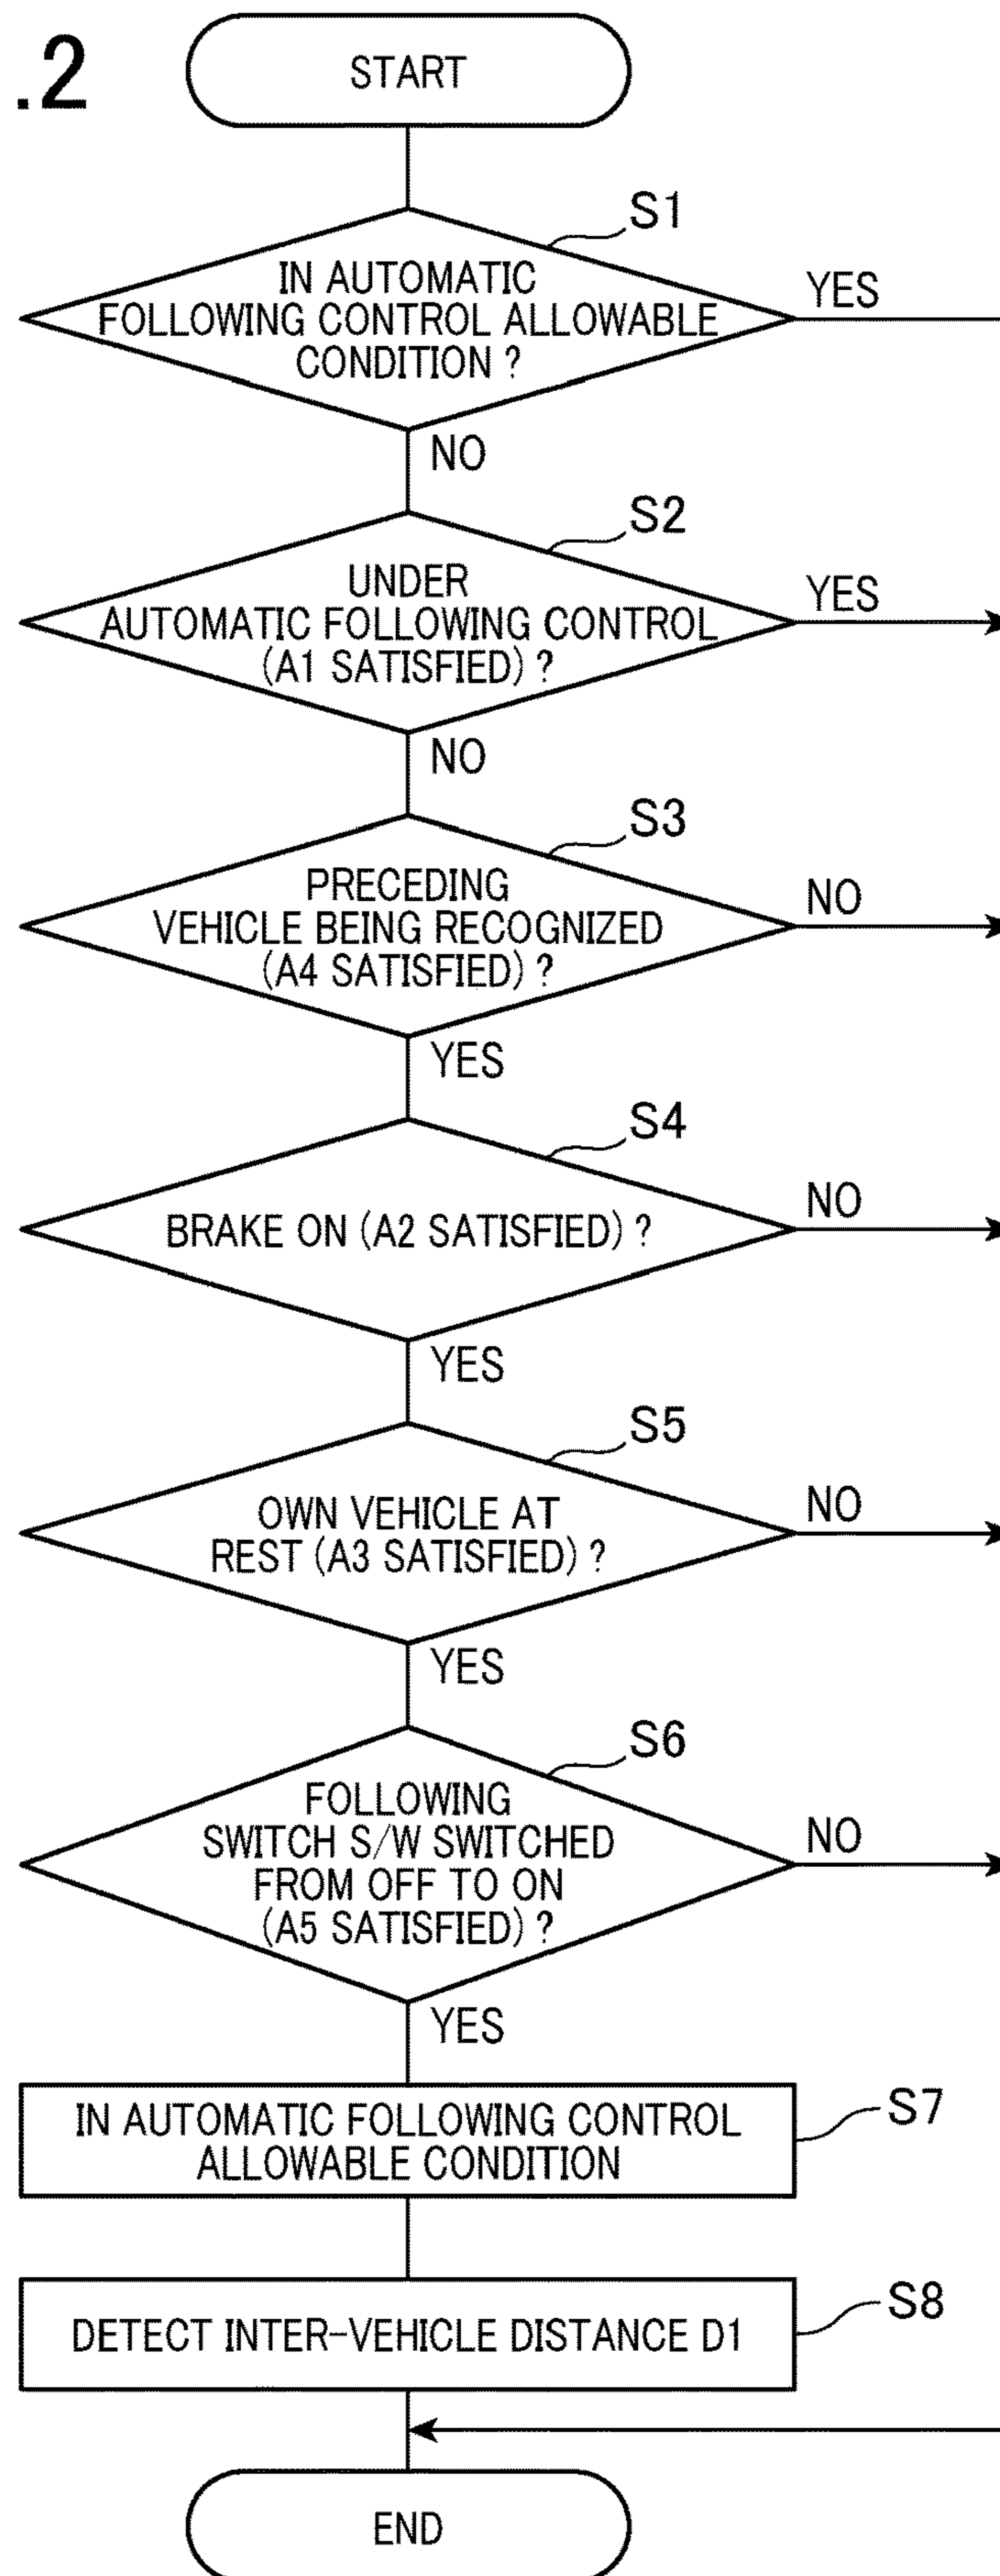 .2
START
S1
IN AUTOMATIC
FOLLOWING CONTROL ALLOWABLE
CONDITION ?
YES
NO
S2
UNDER
AUTOMATIC FOLLOWING CONTROL
(A1 SATISFIED) ?
YES
NO
S3
PRECEDING
VEHICLE BEING RECOGNIZED
(A4 SATISFIED) ?
NO
YES
S4
BRAKE ON (A2 SATISFIED) ?
NO
YES
S5
OWN VEHICLE AT
REST (A3 SATISFIED) ?
NO
YES
S6
FOLLOWING
SWITCH S/W SWITCHED
FROM OFF TO ON
(A5 SATISFIED) ?
NO
YES
S7
IN AUTOMATIC FOLLOWING CONTROL
ALLOWABLE CONDITION
S8
DETECT INTER-VEHICLE DISTANCE D1
END